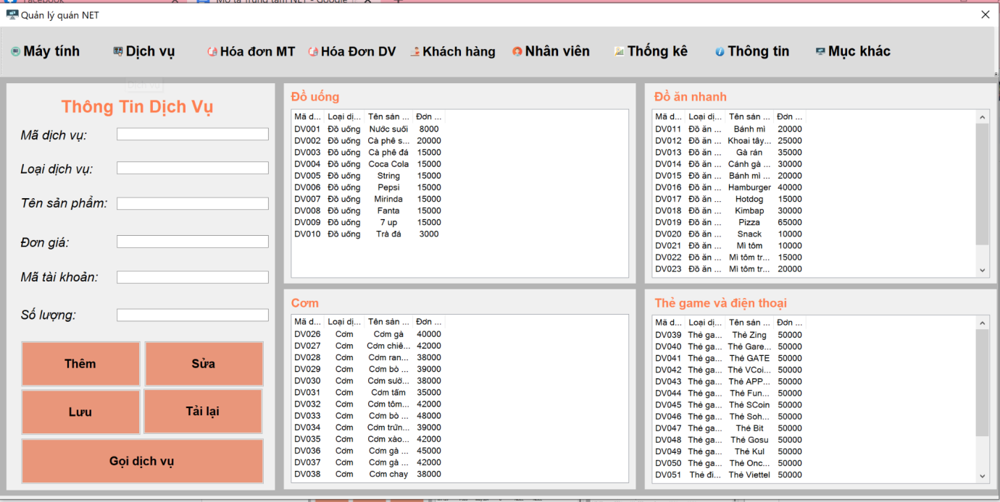 Facebook
Mô tả Trung tâm NET - Google
Quản lý quán NET
Máy tính Dịch vụ Hóa đơn MT Hóa Đơn DV Khách hàng Nhân viên Thống kê Thông tin Mục khác
Dịch vụ
Thông Tin Dịch Vụ
Mã dịch vụ:
Loại dịch vụ:
Tên sản phẩm:
Đơn giá:
Mã tài khoản:
Số lượng:
Thêm Sửa
Lưu Tải lại
Gọi dịch vụ
Đồ uống
Mã d... Loại dị... Tên sản ... Đơn ...
DV001 Đồ uống Nước suối 8000
DV002 Đồ uống Cà phê s... 20000
DV003 Đồ uống Cà phê đá 15000
DV004 Đồ uống Coca Cola 15000
DV005 Đồ uống String 15000
DV006 Đồ uống Pepsi 15000
DV007 Đồ uống Mirinda 15000
DV008 Đồ uống Fanta 15000
DV009 Đồ uống 7 up 15000
DV010 Đồ uống Trà đá 3000
Đồ ăn nhanh
Mã d... Loại dị... Tên sản ... Đơn ...
DV011 Đồ ăn ... Bánh mì 20000
DV012 Đồ ăn ... Khoai tây... 25000
DV013 Đồ ăn ... Gà rán 35000
DV014 Đồ ăn ... Cánh gà ... 30000
DV015 Đồ ăn ... Bánh mì ... 20000
DV016 Đồ ăn ... Hamburger 40000
DV017 Đồ ăn ... Hotdog 15000
DV018 Đồ ăn ... Kimbap 30000
DV019 Đồ ăn ... Pizza 65000
DV020 Đồ ăn ... Snack 10000
DV021 Đồ ăn ... Mì tôm 10000
DV022 Đồ ăn ... Mì tôm tr... 15000
DV023 Đồ ăn ... Mì tôm tr... 20000
Cơm
Mã d... Loại dị... Tên sản ... Đơn ...
DV026 Cơm Cơm gà 40000
DV027 Cơm Cơm chiê... 42000
DV028 Cơm Cơm ran... 38000
DV029 Cơm Cơm bò ... 39000
DV030 Cơm Cơm sườ... 38000
DV031 Cơm Cơm tấm 35000
DV032 Cơm Cơm tôm... 42000
DV033 Cơm Cơm bò ... 48000
DV034 Cơm Cơm trứn... 39000
DV035 Cơm Cơm xào... 42000
DV036 Cơm Cơm gà ... 45000
DV037 Cơm Cơm gà ... 42000
DV038 Cơm Cơm chay 38000
Thẻ game và điện thoại
Mã d... Loại dị... Tên sản ... Đơn ...
DV039 Thẻ ga... Thẻ Zing 50000
DV040 Thẻ ga... Thẻ Gare... 50000
DV041 Thẻ ga... Thẻ GATE 50000
DV042 Thẻ ga... Thẻ VCoi... 50000
DV043 Thẻ ga... Thẻ APP... 50000
DV044 Thẻ ga... Thẻ Fun... 50000
DV045 Thẻ ga... Thẻ SCoin 50000
DV046 Thẻ ga... Thẻ Soh... 50000
DV047 Thẻ ga... Thẻ Bit 50000
DV048 Thẻ ga... Thẻ Gosu 50000
DV049 Thẻ ga... Thẻ Kul 50000
DV050 Thẻ ga... Thẻ Onc... 50000
DV051 Thẻ đi... Thẻ Viettel 50000